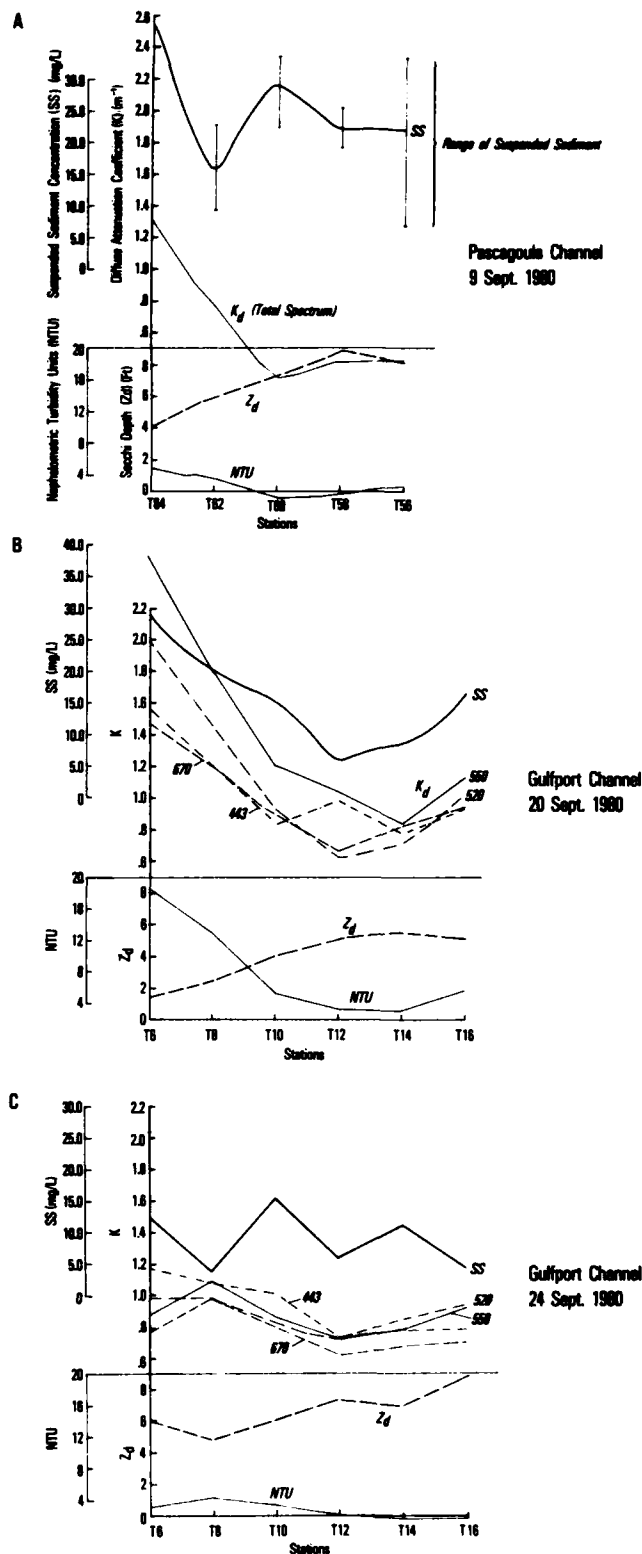 A
Suspended Sediment Concentration (SS) (mg/L)
30.0
25.0
20.0
15.0
10.0
5.0
0.0
Diffuse Attenuation Coefficient (K) (m⁻¹)
2.6
2.4
2.2
2.0
1.8
1.6
1.4
1.2
1.0
.8
.6
SS
Range of Suspended Sediment
Pascagoula Channel
9 Sept. 1980
Kd (Total Spectrum)
Nephelometric Turbidity Units (NTU)
20
16
12
8
4
Secchi Depth (Zd) (Ft)
8
6
4
2
0
Zd
NTU
T64 T62 T60 T58 T56
Stations
B
SS (mg/L)
40.0
35.0
30.0
25.0
20.0
15.0
10.0
5.0
0.0
K
2.2
2.0
1.8
1.6
1.4
1.2
1.0
.8
.6
SS
Kd
550
520
670
443
Gulfport Channel
20 Sept. 1980
NTU
20
16
12
8
4
Zd
8
6
4
2
0
Zd
NTU
T6 T8 T10 T12 T14 T16
Stations
C
SS (mg/L)
30.0
25.0
20.0
15.0
10.0
5.0
0.0
K
2.2
2.0
1.8
1.6
1.4
1.2
1.0
.8
.6
SS
443
520
550
670
Gulfport Channel
24 Sept. 1980
NTU
20
16
12
8
4
Zd
8
6
4
2
0
Zd
NTU
T6 T8 T10 T12 T14 T16
Stations